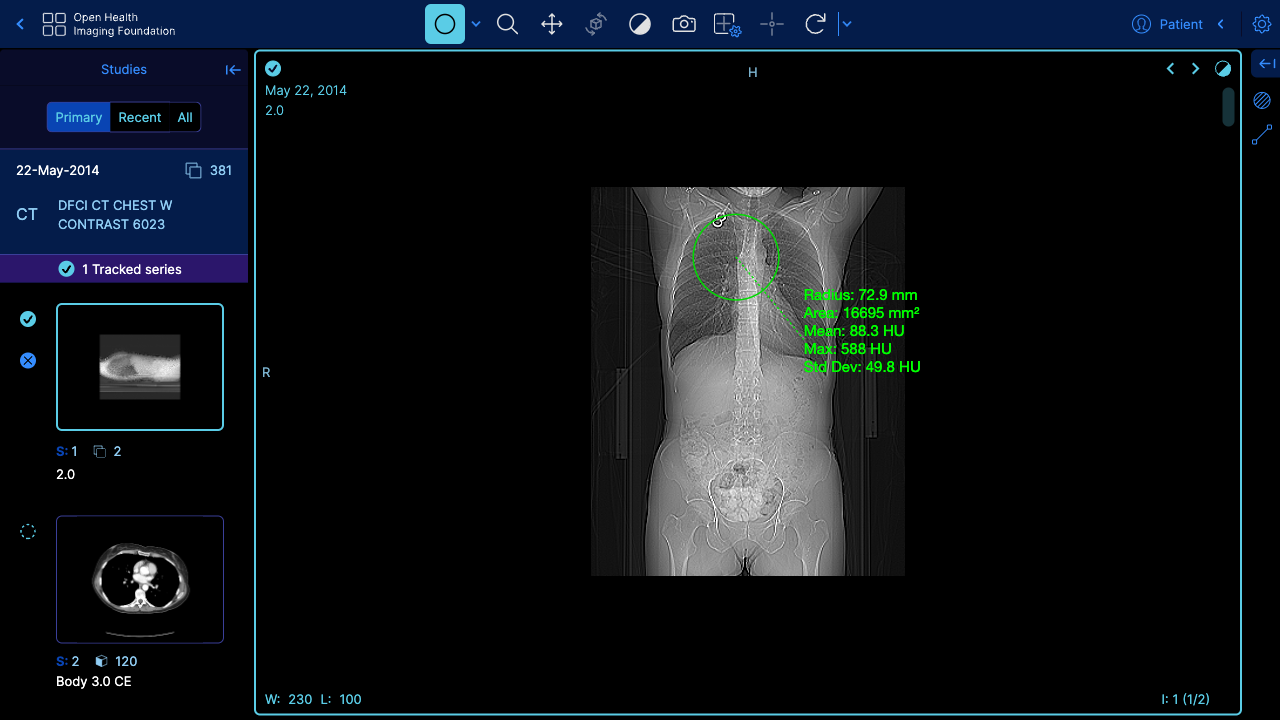 Open Health
Imaging Foundation
Patient
Studies
Primary Recent All
22-May-2014 381
CT
DFCI CT CHEST W
CONTRAST 6023
1 Tracked series
S: 1 2
2.0
S: 2 120
Body 3.0 CE
May 22, 2014
2.0
H
R
Radius: 72.9 mm
Area: 16695 mm²
Mean: 88.3 HU
Max: 588 HU
Std Dev: 49.8 HU
W: 230 L: 100
I: 1 (1/2)